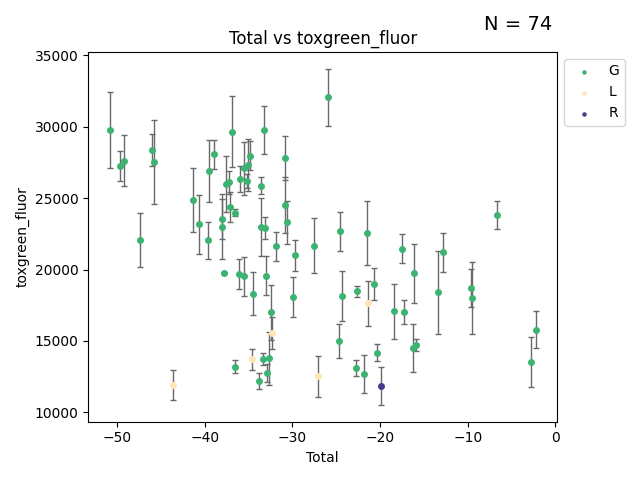 N = 74
Total vs toxgreen_fluor
35000
30000
25000
20000
15000
10000
toxgreen_fluor
−50
−40
−30
−20
−10
0
Total
G
L
R